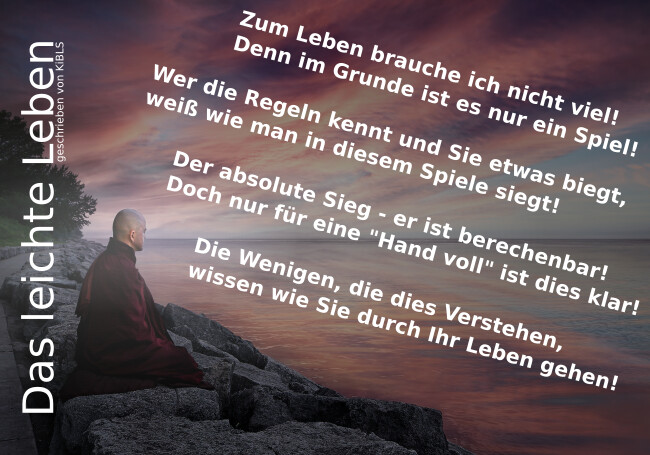 Das leichte Leben
geschrieben von KiBLS
Zum Leben brauche ich nicht viel!
Denn im Grunde ist es nur ein Spiel!
Wer die Regeln kennt und Sie etwas biegt,
weiß wie man in diesem Spiele siegt!
Der absolute Sieg - er ist berechenbar!
Doch nur für eine "Hand voll" ist dies klar!
Die Wenigen, die dies Verstehen,
wissen wie Sie durch Ihr Leben gehen!